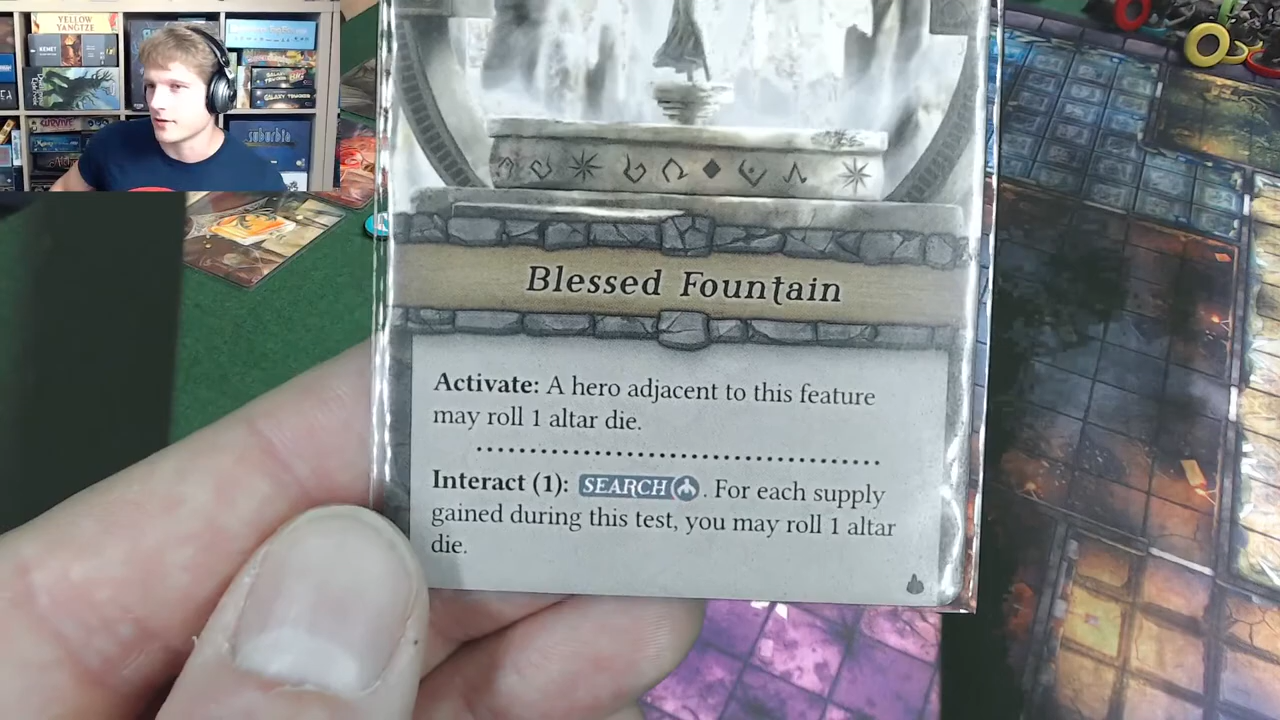 YELLOW
YANGTZE
KEMET
GALAXY TRUCKER
suburbia
Blessed Fountain
Activate: A hero adjacent to this feature
may roll 1 altar die.
Interact (1): SEARCH. For each supply
gained during this test, you may roll 1 altar
die.